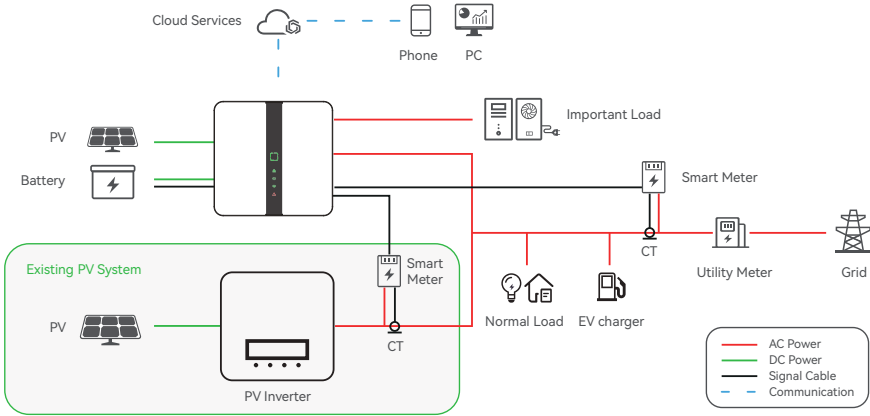 Cloud Services
Phone
PC
PV
Important Load
Battery
Smart Meter
CT
Existing PV System
Smart
Meter
Utility Meter
Grid
PV
Normal Load
EV charger
CT
PV Inverter
AC Power
DC Power
Signal Cable
Communication